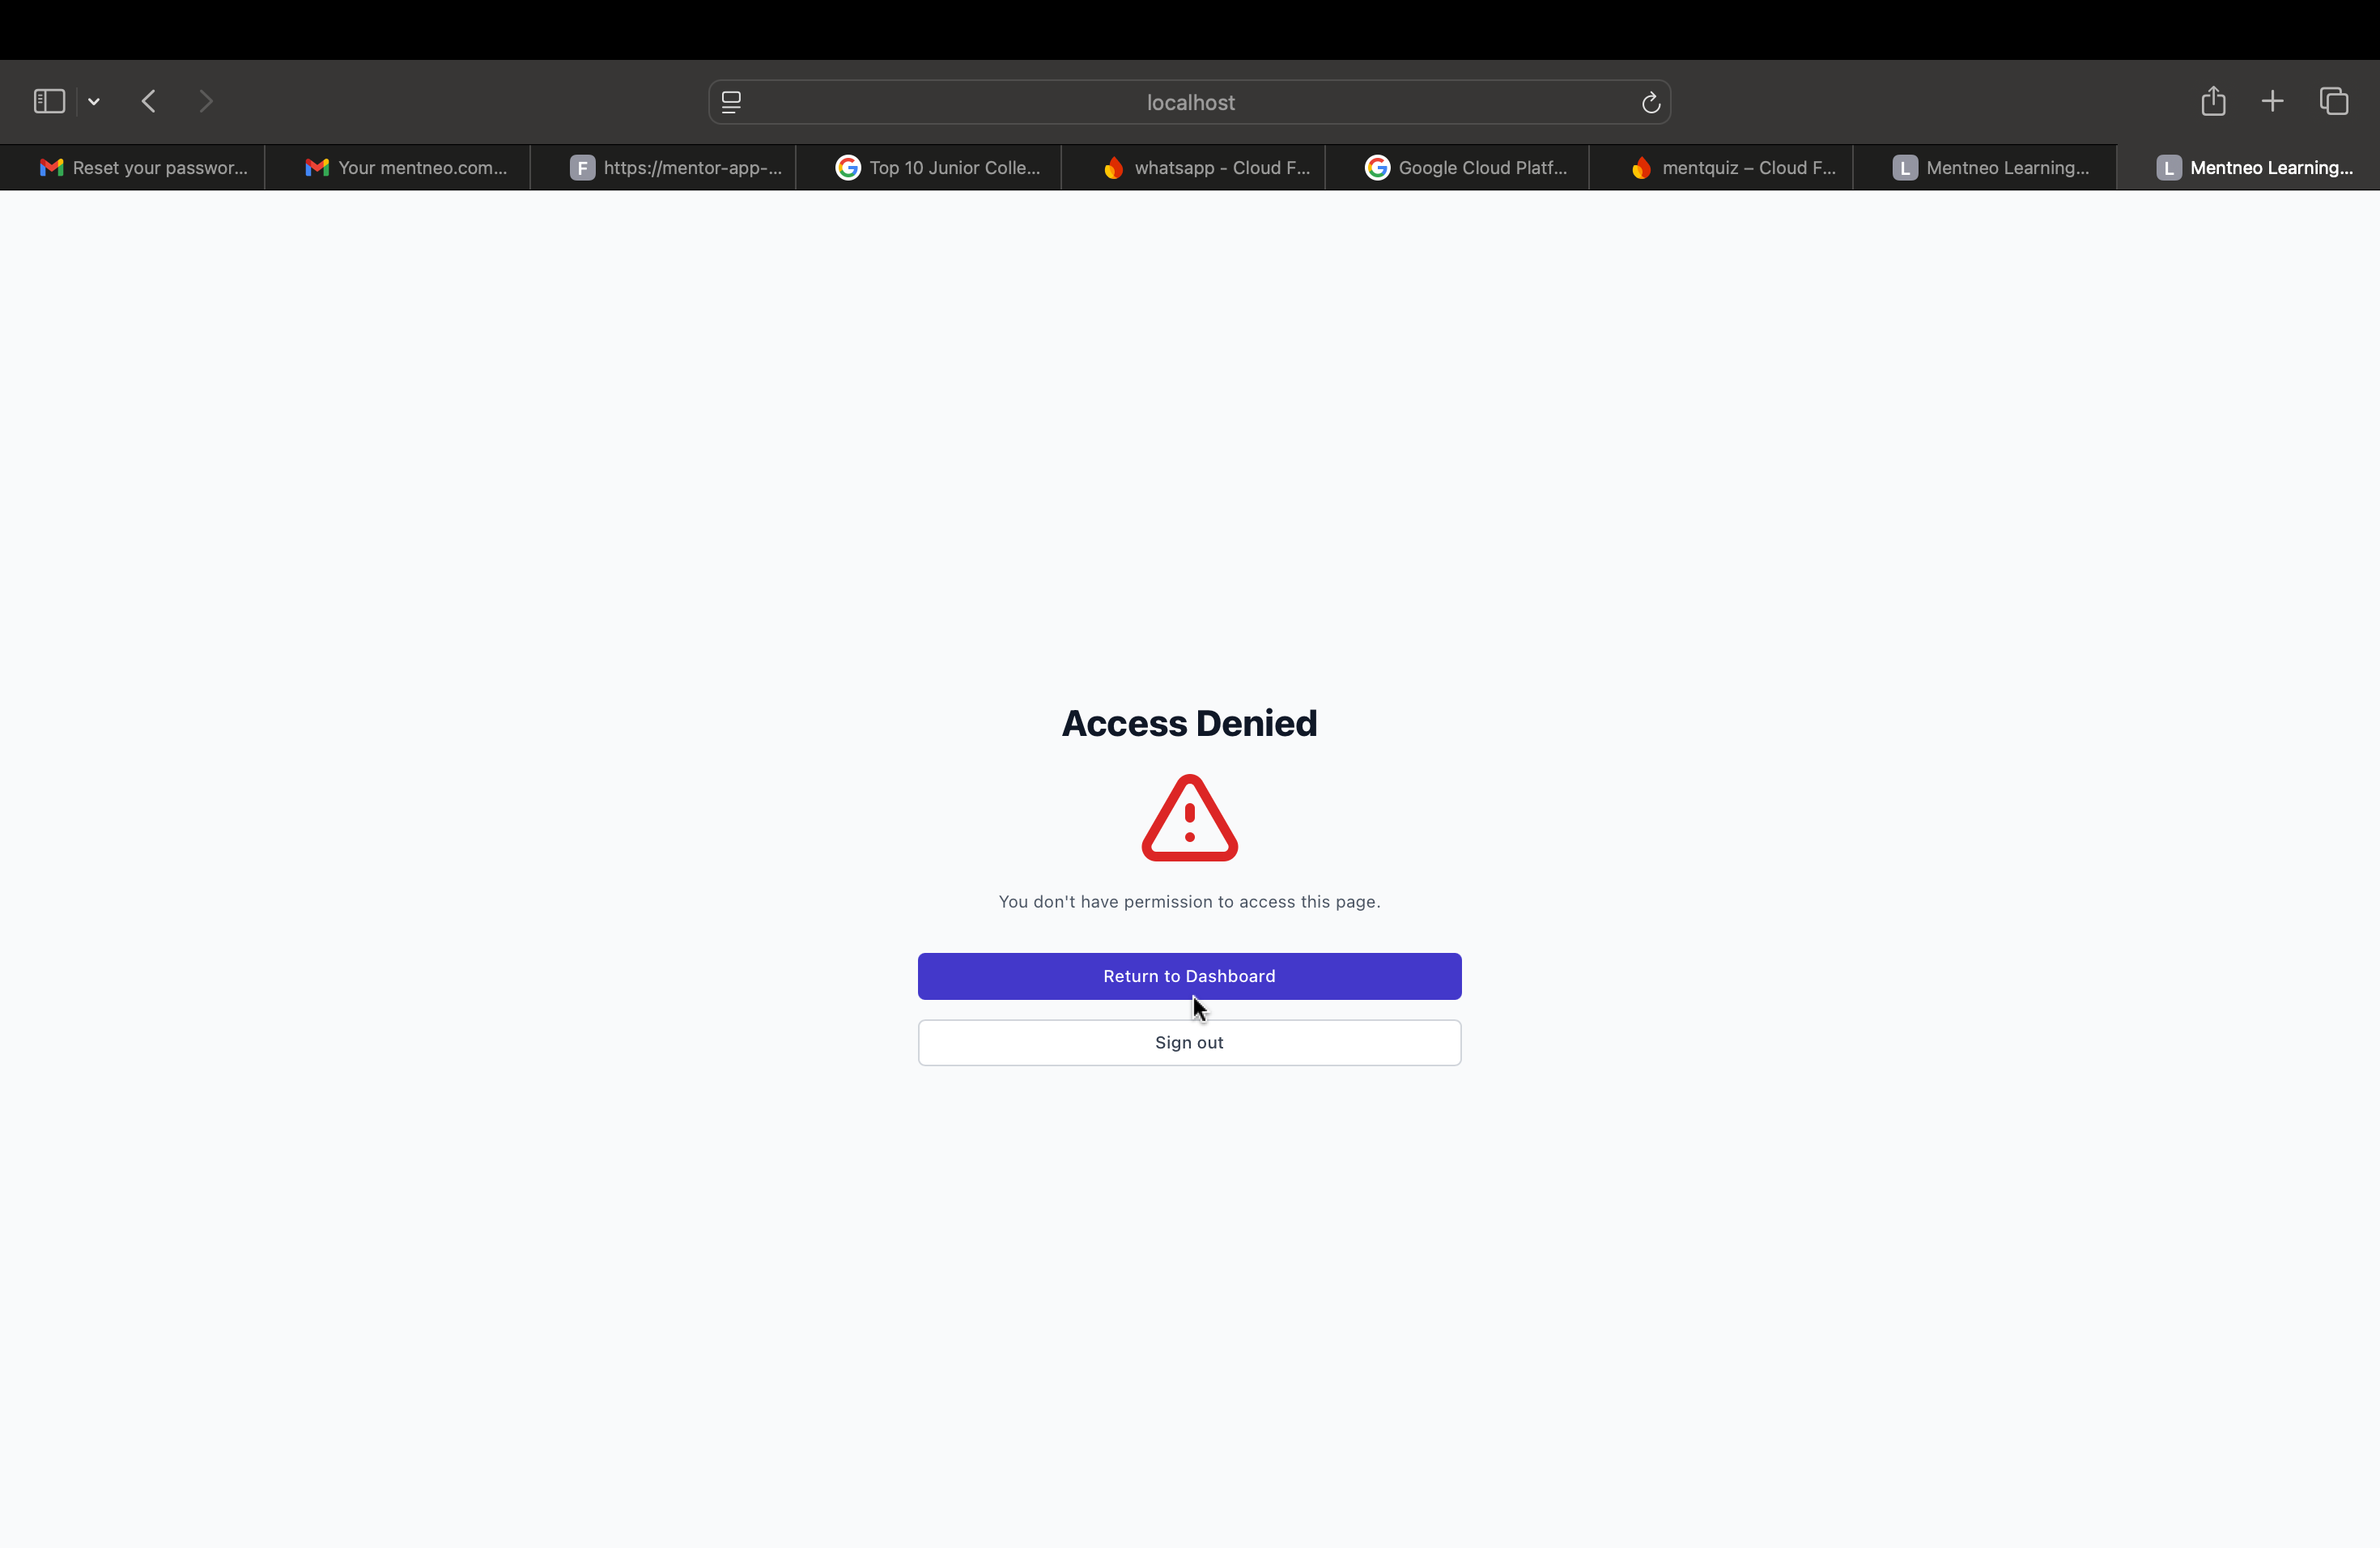 localhost
Reset your passwor...
Your mentneo.com...
F https://mentor-app-...
Top 10 Junior Colle...
whatsapp - Cloud F...
Google Cloud Platf...
mentquiz – Cloud F...
L Mentneo Learning...
L Mentneo Learning...
Access Denied
You don't have permission to access this page.
Return to Dashboard
Sign out